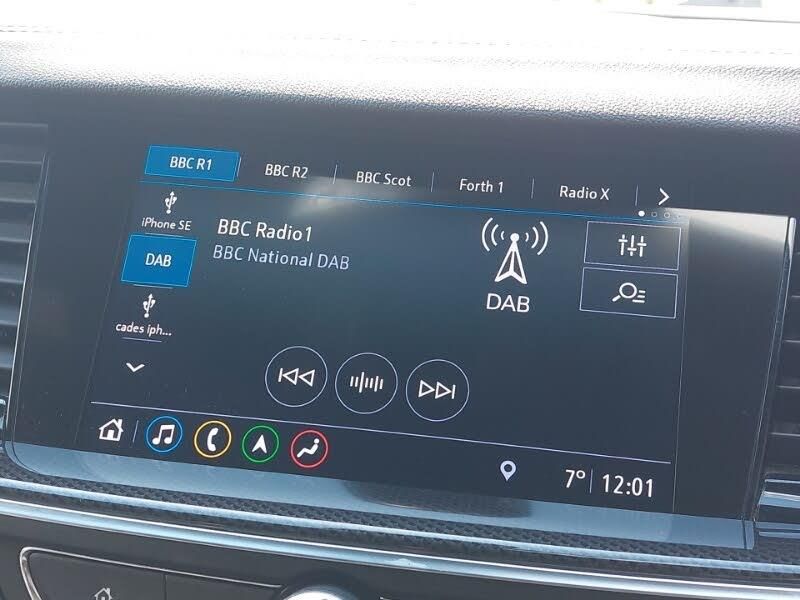 BBC R1
BBC R2
BBC Scot
Forth 1
Radio X
iPhone SE
BBC Radio1
BBC National DAB
DAB
DAB
cades iph...
7° 12:01